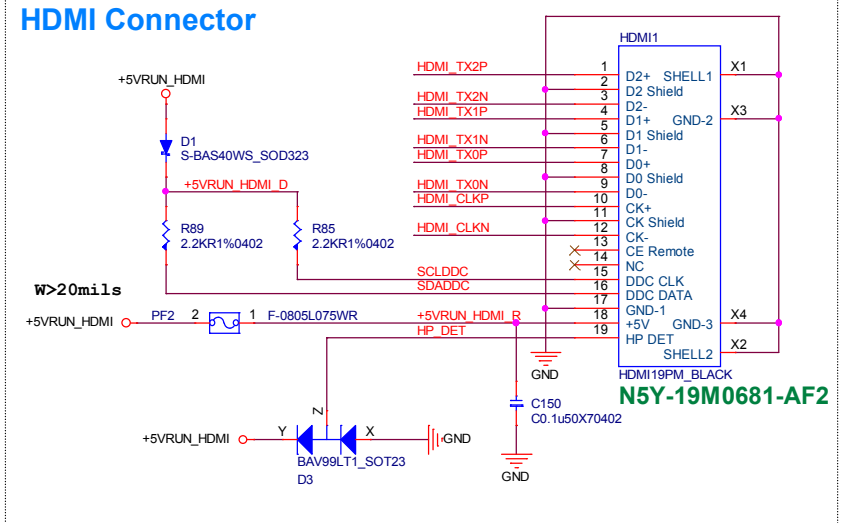 HDMI Connector
HDMI1
+5VRUN_HDMI
D1
S-BAS40WS_SOD323
+5VRUN_HDMI_D
R89
2.2KR1%0402
R85
2.2KR1%0402
HDMI_TX2P
HDMI_TX2N
HDMI_TX1P
HDMI_TX1N
HDMI_TX0P
HDMI_TX0N
HDMI_CLKP
HDMI_CLKN
SCLDDC
SDADDC
1 D2+ SHELL1 X1
2 D2 Shield
3 D2-
4 D1+ GND-2 X3
5 D1 Shield
6 D1-
7 D0+
8 D0 Shield
9 D0-
10 CK+
11 CK Shield
12 CK-
13 CE Remote
14 NC
15 DDC CLK
16 DDC DATA
17 GND-1
18 +5V GND-3 X4
19 HP DET
SHELL2 X2
HDMI19PM_BLACK
N5Y-19M0681-AF2
W>20mils
+5VRUN_HDMI PF2 2 1 F-0805L075WR +5VRUN_HDMI_R
HP_DET
GND
C150
C0.1u50X70402
GND
Z
+5VRUN_HDMI Y X GND
BAV99LT1_SOT23
D3